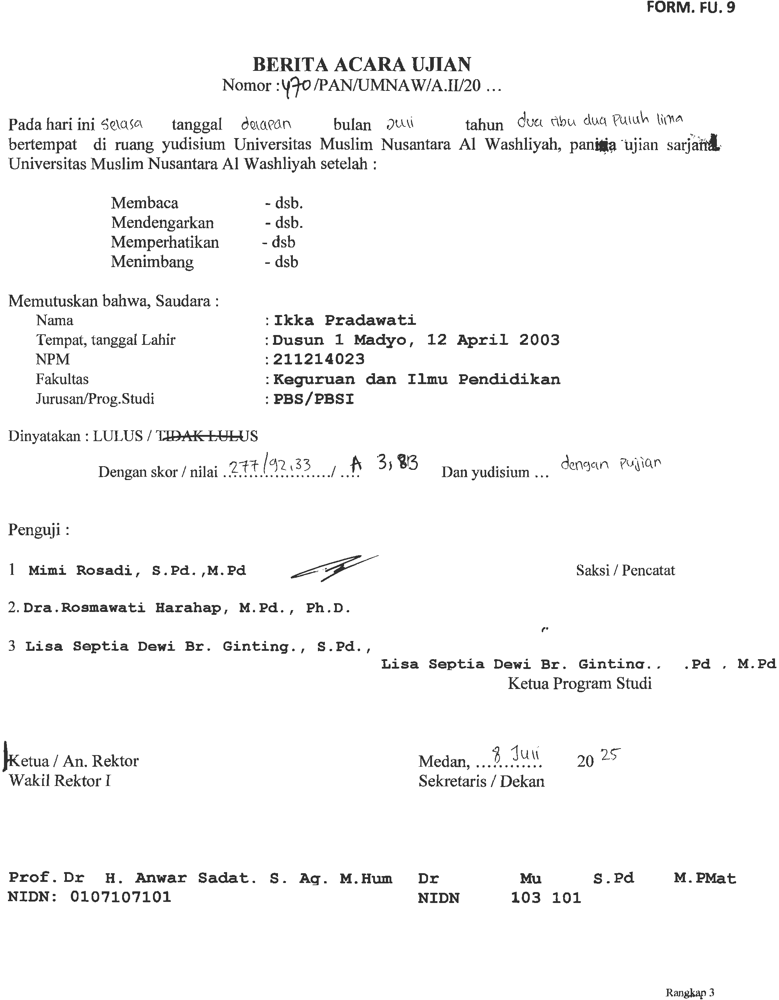 FORM. FU. 9
BERITA ACARA UJIAN
Nomor : 470 /PAN/UMNAW/A.II/20 ...
Pada hari ini selasa tanggal delapan bulan Juli tahun dua ribu dua puluh lima
bertempat di ruang yudisium Universitas Muslim Nusantara Al Washliyah, panitia ujian sarjana
Universitas Muslim Nusantara Al Washliyah setelah :
Membaca - dsb.
Mendengarkan - dsb.
Memperhatikan - dsb
Menimbang - dsb
Memutuskan bahwa, Saudara :
Nama : Ikka Pradawati
Tempat, tanggal Lahir : Dusun 1 Madyo, 12 April 2003
NPM : 211214023
Fakultas : Keguruan dan Ilmu Pendidikan
Jurusan/Prog.Studi : PBS/PBSI
Dinyatakan : LULUS / TIDAK LULUS
Dengan skor / nilai 277/92,33 / A 3,83 Dan yudisium ... dengan pujian
Penguji :
1 Mimi Rosadi, S.Pd.,M.Pd Saksi / Pencatat
2. Dra.Rosmawati Harahap, M.Pd., Ph.D.
3 Lisa Septia Dewi Br. Ginting., S.Pd.,
Lisa Septia Dewi Br. Ginting., .Pd , M.Pd
Ketua Program Studi
Ketua / An. Rektor Medan, 8 Juli 20 25
Wakil Rektor I Sekretaris / Dekan
Prof. Dr H. Anwar Sadat. S. Ag. M.Hum Dr Mu S.Pd M.PMat
NIDN: 0107107101 NIDN 103 101
Rangkap 3